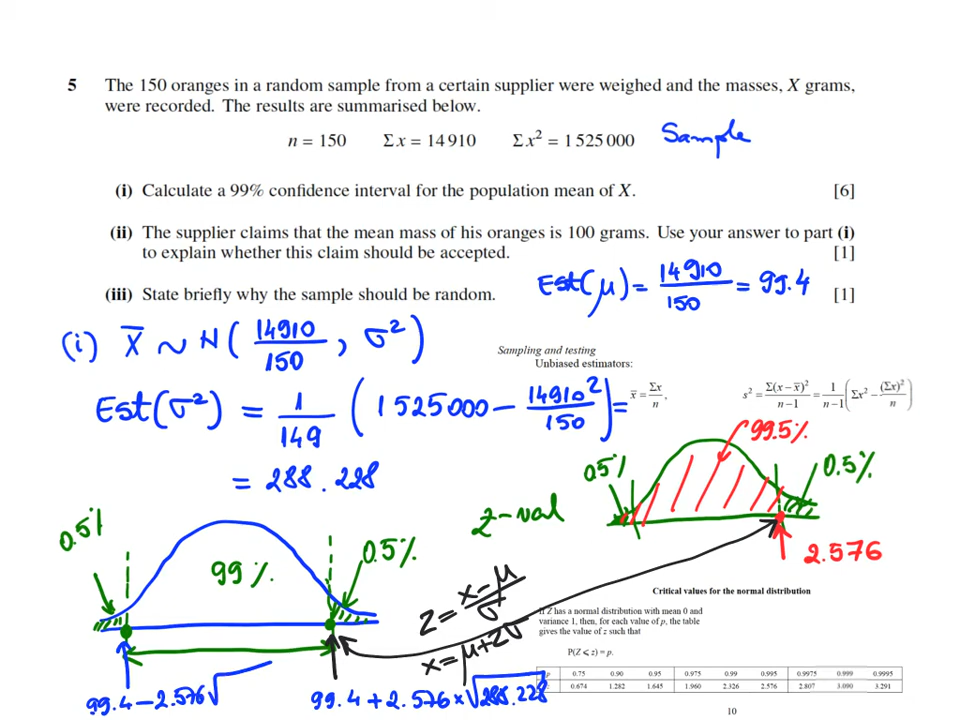 5 The 150 oranges in a random sample from a certain supplier were weighed and the masses, X grams,
were recorded. The results are summarised below.
n = 150 Σx = 14 910 Σx² = 1 525 000 Sample
(i) Calculate a 99% confidence interval for the population mean of X. [6]
(ii) The supplier claims that the mean mass of his oranges is 100 grams. Use your answer to part (i)
to explain whether this claim should be accepted. [1]
(iii) State briefly why the sample should be random. [1]
Est(μ) = 14910/150 = 99.4
(i) X̄ ~ N(14910/150, σ²)
Sampling and testing
Unbiased estimators:
x̄ = Σx/n, s² = Σ(x − x̄)²/(n−1) = 1/(n−1) (Σx² − (Σx)²/n)
Est(σ²) = 1/149 (1525000 − 14910²/150) =
= 288.228
99.5%
0.5%
0.5%
2.576
z-val
0.5%
99%
0.5%
z = (x−μ)/σ
x = μ+zσ
99.4 − 2.576√
99.4 + 2.576 × √288.228
Critical values for the normal distribution
If Z has a normal distribution with mean 0 and
variance 1, then, for each value of p, the table
gives the value of z such that
P(Z ⩽ z) = p.
p 0.75 0.90 0.95 0.975 0.99 0.995 0.9975 0.999 0.9995
0.674 1.282 1.645 1.960 2.326 2.576 2.807 3.090 3.291
10